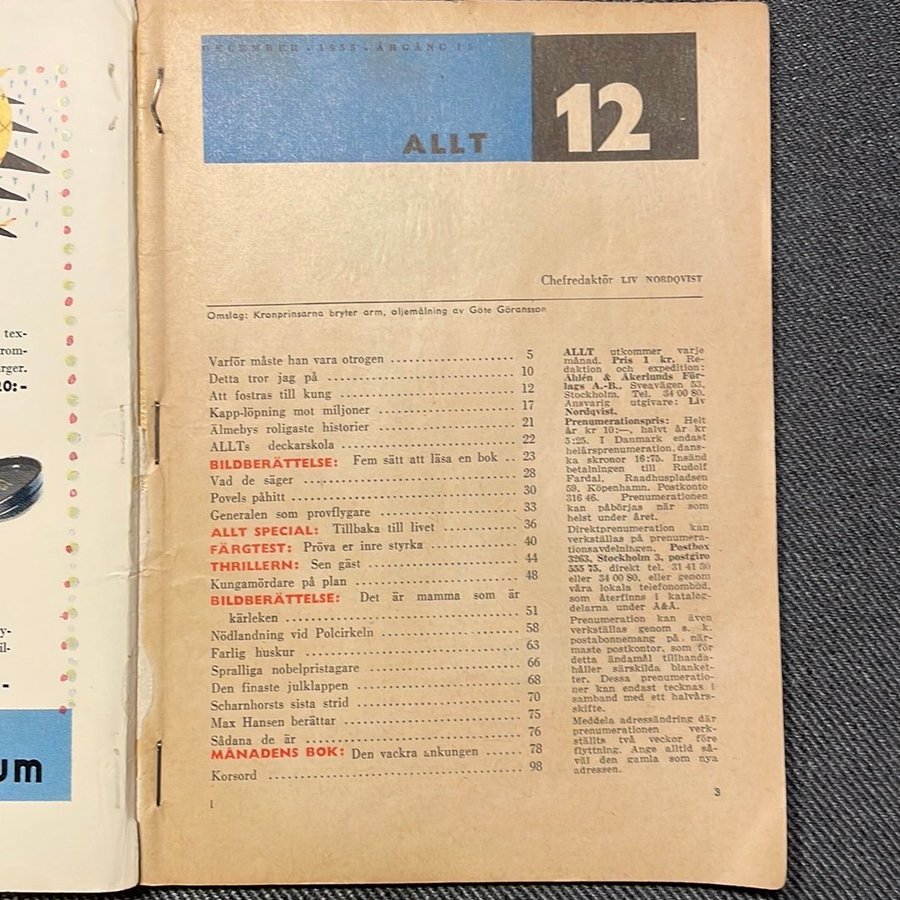 tex-
rom-
rger.
20:-
y-
il-
-
um
DECEMBER · 1955 · ÅRGÅNG 15
ALLT
12
Chefredaktör LIV NORDQVIST
Omslag: Kronprinsarna bryter arm, oljemålning av Göte Göransson
Varför måste han vara otrogen 5
Detta tror jag på 10
Att fostras till kung 12
Kapp-löpning mot miljoner 17
Älmebys roligaste historier 21
ALLTs deckarskola 22
BILDBERÄTTELSE: Fem sätt att läsa en bok 23
Vad de säger 28
Povels påhitt 30
Generalen som provflygare 33
ALLT SPECIAL: Tillbaka till livet 36
FÄRGTEST: Pröva er inre styrka 40
THRILLERN: Sen gäst 44
Kungamördare på plan 48
BILDBERÄTTELSE: Det är mamma som är
kärleken 51
Nödlandning vid Polcirkeln 58
Farlig huskur 63
Spralliga nobelpristagare 66
Den finaste julklappen 68
Scharnhorsts sista strid 70
Max Hansen berättar 75
Sådana de är 76
MÅNADENS BOK: Den vackra ankungen 78
Korsord 98
1
ALLT utkommer varje
månad. Pris 1 kr. Re-
daktion och expedition:
Åhlén & Åkerlunds För-
lags A.-B., Sveavägen 53,
Stockholm. Tel. 34 00 80.
Ansvarig utgivare: Liv
Nordqvist.
Prenumerationspris: Helt
år kr 10:—, halvt år kr
5:25. I Danmark endast
helårsprenumeration, dans-
ka skronor 16:75. Insänd
betalningen till Rudolf
Fardal, Raadhuspladsen
59, Köpenhamn. Postkonto
316 46. Prenumerationen
kan påbörjas när som
helst under året.
Direktprenumeration kan
verkställas på prenumera-
tionsavdelningen, Postbox
3263, Stockholm 3, postgiro
555 75, direkt tel. 31 41 30
eller 34 00 80, eller genom
våra lokala telefonombud,
som återfinns i katalog-
delarna under Å&Å.
Prenumeration kan även
verkställas genom s. k.
postabonnemang på när-
maste postkontor, som för
detta ändamål tillhanda-
håller särskilda blanket-
ter. Dessa prenumeratio-
ner kan endast tecknas i
samband med ett halvårs-
skifte.
Meddela adressändring där
prenumerationen verk-
ställts två veckor före
flyttning. Ange alltid så-
väl den gamla som nya
adressen.
3